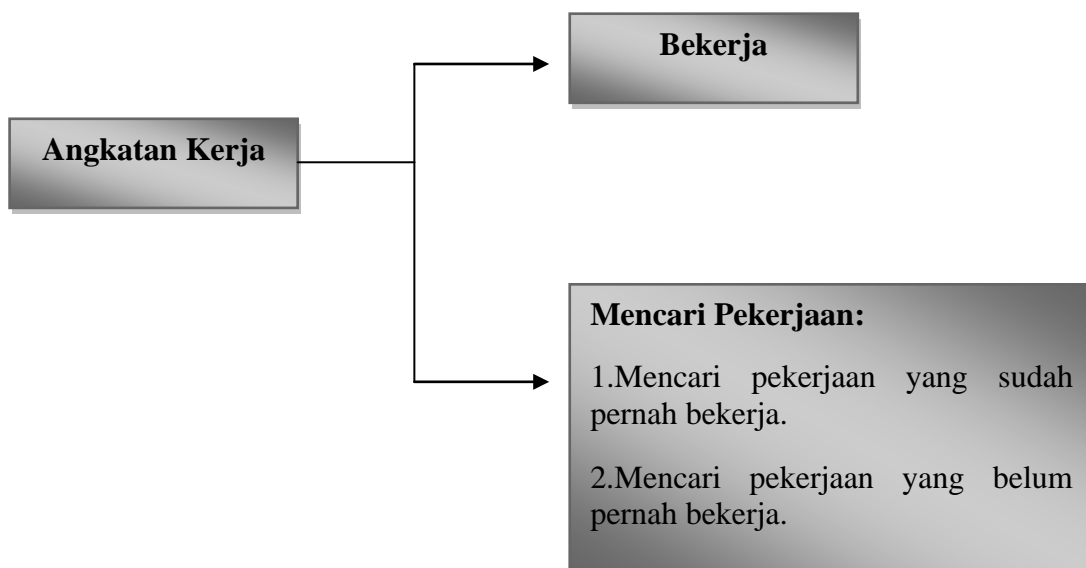 Bekerja
Angkatan Kerja
Mencari Pekerjaan:
1.Mencari pekerjaan yang sudah
pernah bekerja.
2.Mencari pekerjaan yang belum
pernah bekerja.